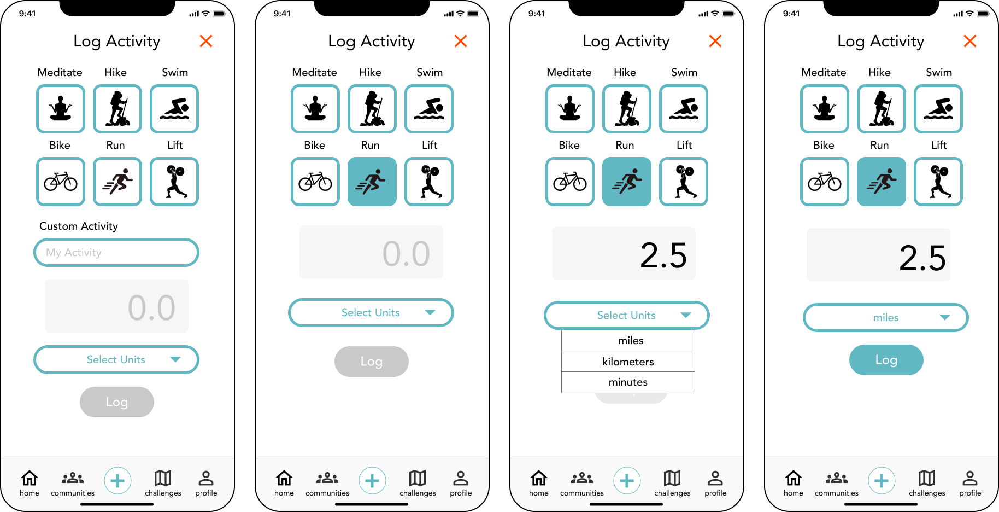 9:41
Log Activity
Meditate Hike Swim
Bike Run Lift
Custom Activity
My Activity
0.0
Select Units
Log
home communities challenges profile
9:41
Log Activity
Meditate Hike Swim
Bike Run Lift
0.0
Select Units
Log
home communities challenges profile
9:41
Log Activity
Meditate Hike Swim
Bike Run Lift
2.5
Select Units
miles
kilometers
minutes
home communities challenges profile
9:41
Log Activity
Meditate Hike Swim
Bike Run Lift
2.5
miles
Log
home communities challenges profile